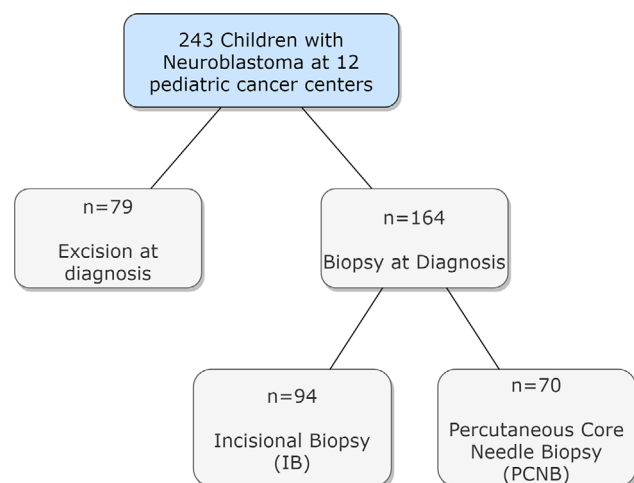 243 Children with
Neuroblastoma at 12
pediatric cancer centers
n=79
Excision at
diagnosis
n=164
Biopsy at Diagnosis
n=94
Incisional Biopsy
(IB)
n=70
Percutaneous Core
Needle Biopsy
(PCNB)